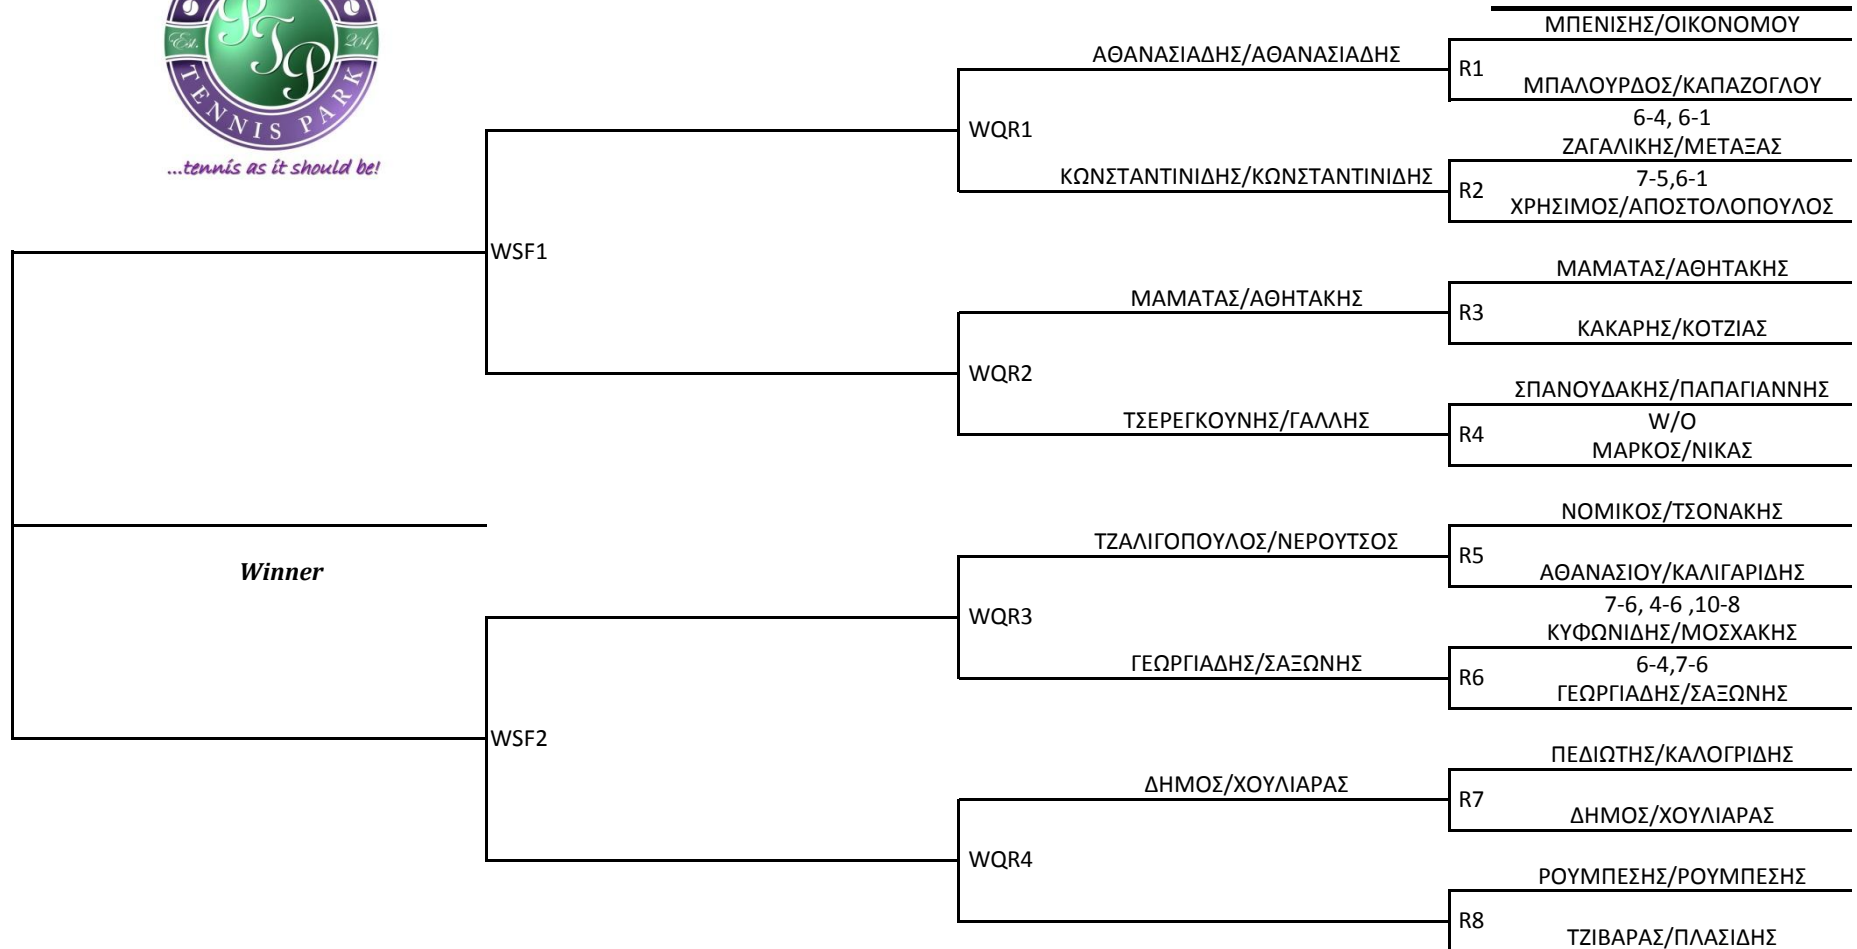 PTP
Est. 2014
TENNIS PARK
...tennis as it should be!
ΜΠΕΝΙΣΗΣ/ΟΙΚΟΝΟΜΟΥ
ΑΘΑΝΑΣΙΑΔΗΣ/ΑΘΑΝΑΣΙΑΔΗΣ
R1
ΜΠΑΛΟΥΡΔΟΣ/ΚΑΠΑΖΟΓΛΟΥ
WQR1
6-4, 6-1
ΖΑΓΑΛΙΚΗΣ/ΜΕΤΑΞΑΣ
ΚΩΝΣΤΑΝΤΙΝΙΔΗΣ/ΚΩΝΣΤΑΝΤΙΝΙΔΗΣ
R2
7-5,6-1
ΧΡΗΣΙΜΟΣ/ΑΠΟΣΤΟΛΟΠΟΥΛΟΣ
WSF1
ΜΑΜΑΤΑΣ/ΑΘΗΤΑΚΗΣ
ΜΑΜΑΤΑΣ/ΑΘΗΤΑΚΗΣ
R3
ΚΑΚΑΡΗΣ/ΚΟΤΖΙΑΣ
WQR2
ΣΠΑΝΟΥΔΑΚΗΣ/ΠΑΠΑΓΙΑΝΝΗΣ
ΤΣΕΡΕΓΚΟΥΝΗΣ/ΓΑΛΛΗΣ
R4
W/O
ΜΑΡΚΟΣ/ΝΙΚΑΣ
ΝΟΜΙΚΟΣ/ΤΣΟΝΑΚΗΣ
ΤΖΑΛΙΓΟΠΟΥΛΟΣ/ΝΕΡΟΥΤΣΟΣ
R5
Winner
ΑΘΑΝΑΣΙΟΥ/ΚΑΛΙΓΑΡΙΔΗΣ
WQR3
7-6, 4-6 ,10-8
ΚΥΦΩΝΙΔΗΣ/ΜΟΣΧΑΚΗΣ
ΓΕΩΡΓΙΑΔΗΣ/ΣΑΞΩΝΗΣ
R6
6-4,7-6
ΓΕΩΡΓΙΑΔΗΣ/ΣΑΞΩΝΗΣ
WSF2
ΠΕΔΙΩΤΗΣ/ΚΑΛΟΓΡΙΔΗΣ
ΔΗΜΟΣ/ΧΟΥΛΙΑΡΑΣ
R7
ΔΗΜΟΣ/ΧΟΥΛΙΑΡΑΣ
WQR4
ΡΟΥΜΠΕΣΗΣ/ΡΟΥΜΠΕΣΗΣ
R8
ΤΖΙΒΑΡΑΣ/ΠΛΑΣΙΔΗΣ